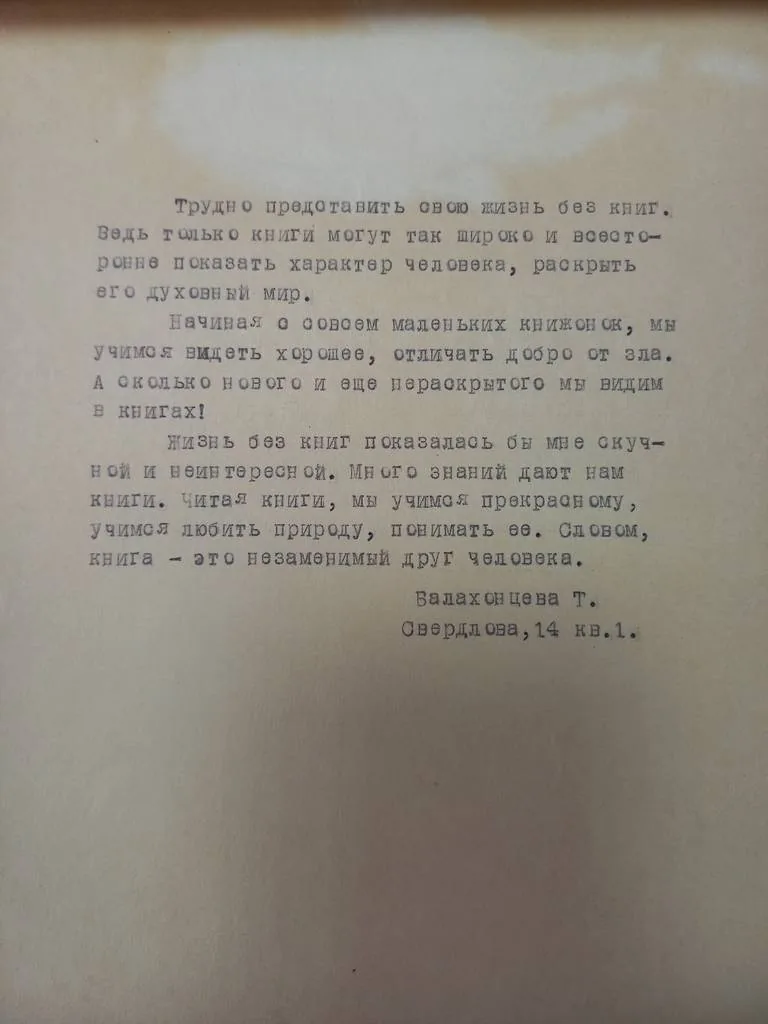 Трудно представить свою жизнь без книг.
Ведь только книги могут так широко и всесто-
ронне показать характер человека, раскрыть
его духовный мир.
Начиная с совсем маленьких книжонок, мы
учимся видеть хорошее, отличать добро от зла.
А сколько нового и еще нераскрытого мы видим
в книгах!
Жизнь без книг показалась бы мне скуч-
ной и неинтересной. Много знаний дают нам
книги. Читая книги, мы учимся прекрасному,
учимся любить природу, понимать ее. Словом,
книга - это незаменимый друг человека.
Балахонцева Т.
Свердлова,14 кв.1.